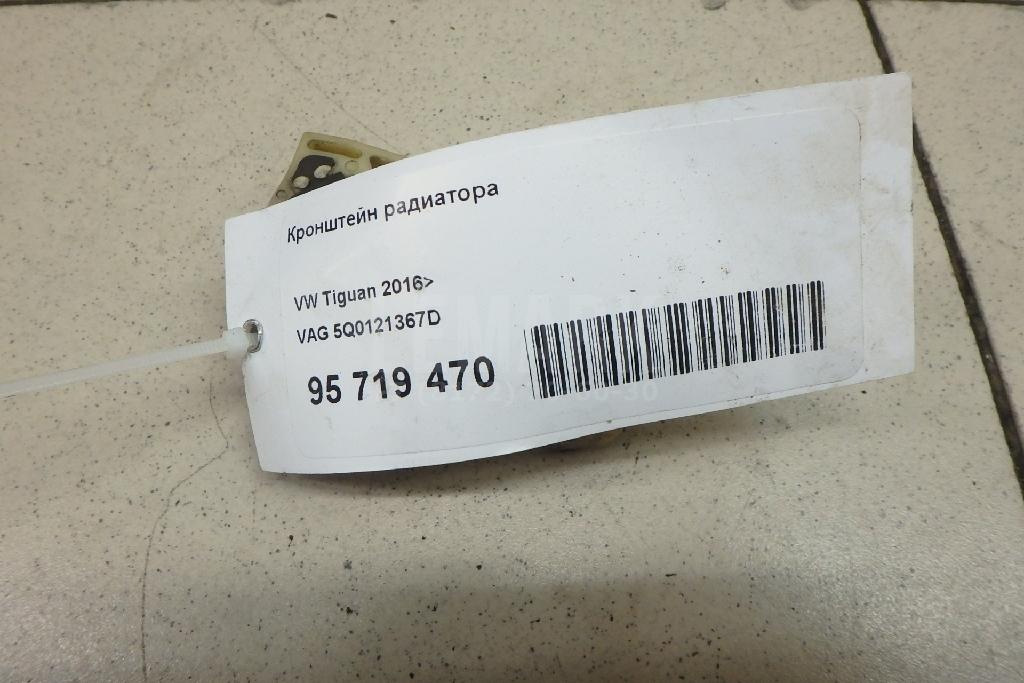 Кронштейн радиатора
VW Tiguan 2016>
VAG 5Q0121367D
95 719 470